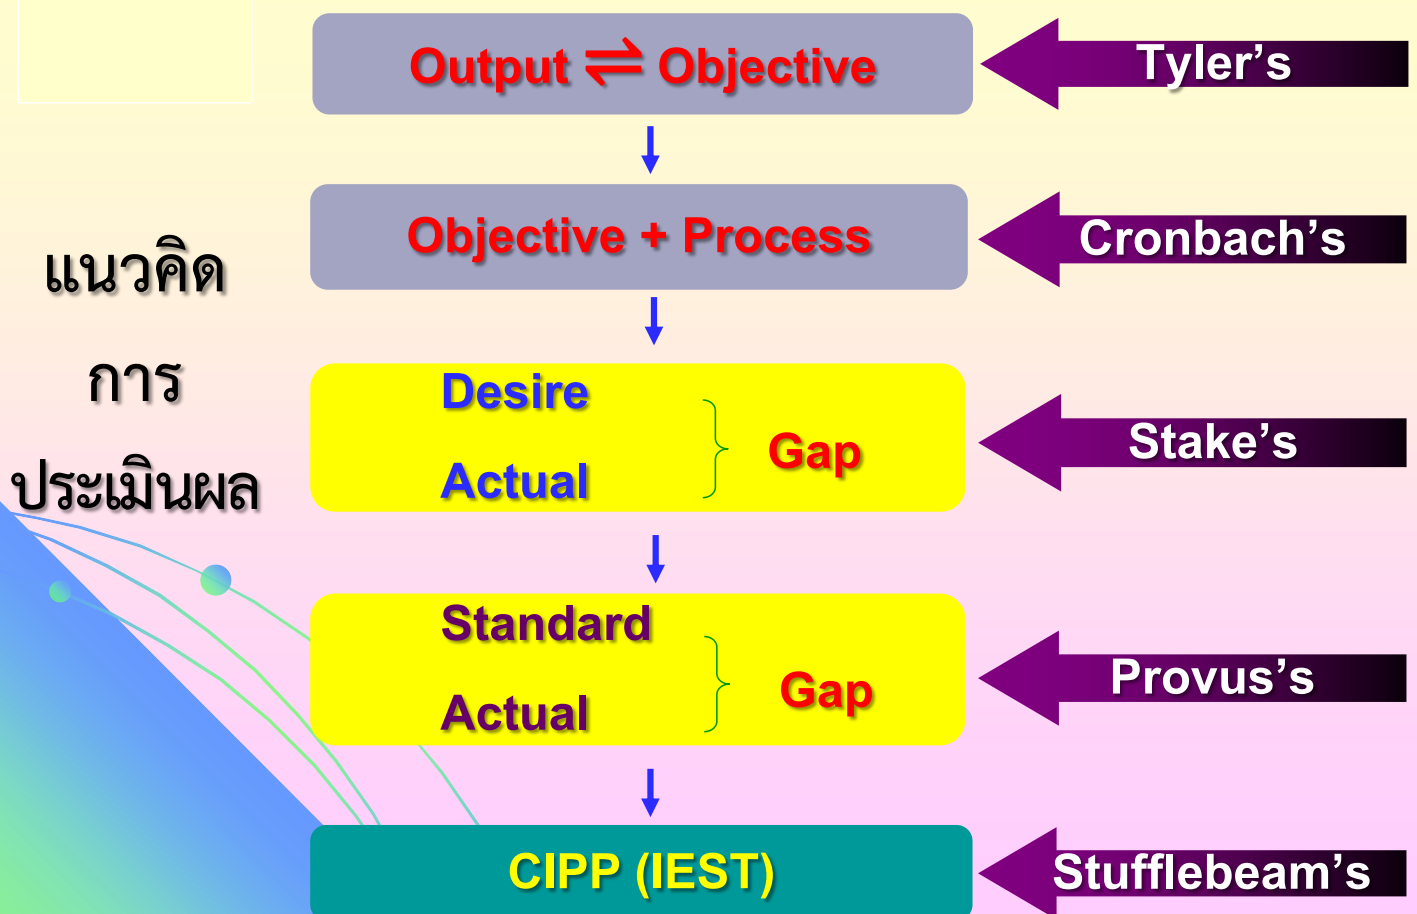 Output ⇌ Objective
Tyler’s
Objective + Process
Cronbach’s
แนวคิด
การ
ประเมินผล
Desire
Actual
Gap
Stake’s
Standard
Actual
Gap
Provus’s
CIPP (IEST)
Stufflebeam’s